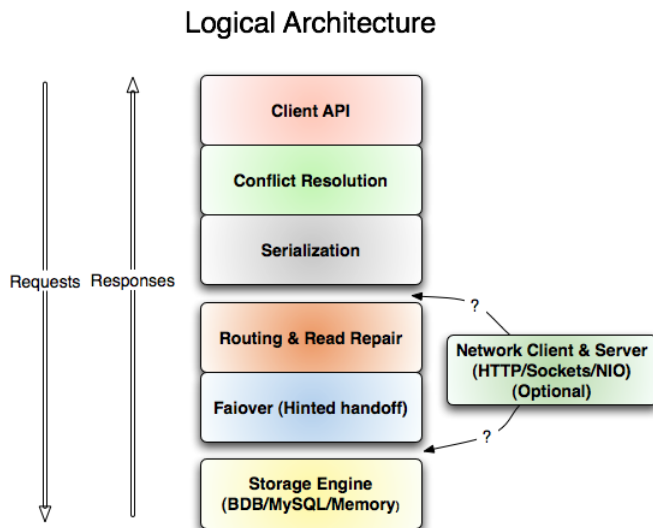 Logical Architecture
Client API
Conflict Resolution
Serialization
Requests
Responses
?
Routing & Read Repair
Network Client & Server
(HTTP/Sockets/NIO)
(Optional)
Faiover (Hinted handoff)
?
Storage Engine
(BDB/MySQL/Memory)